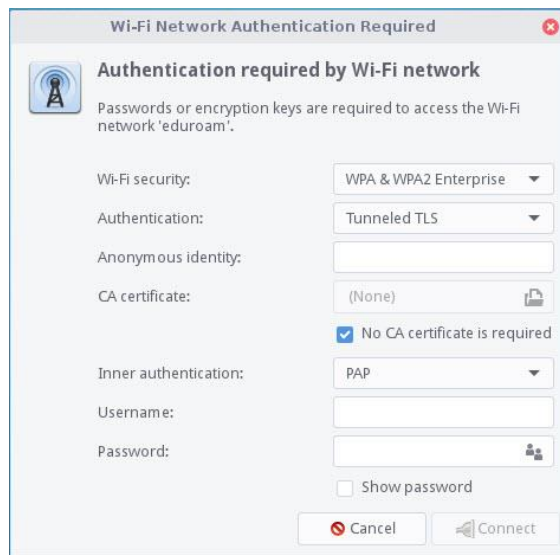 Wi-Fi Network Authentication Required
Authentication required by Wi-Fi network
Passwords or encryption keys are required to access the Wi-Fi
network 'eduroam'.
Wi-Fi security: WPA & WPA2 Enterprise
Authentication: Tunneled TLS
Anonymous identity:
CA certificate: (None)
No CA certificate is required
Inner authentication: PAP
Username:
Password:
Show password
Cancel Connect